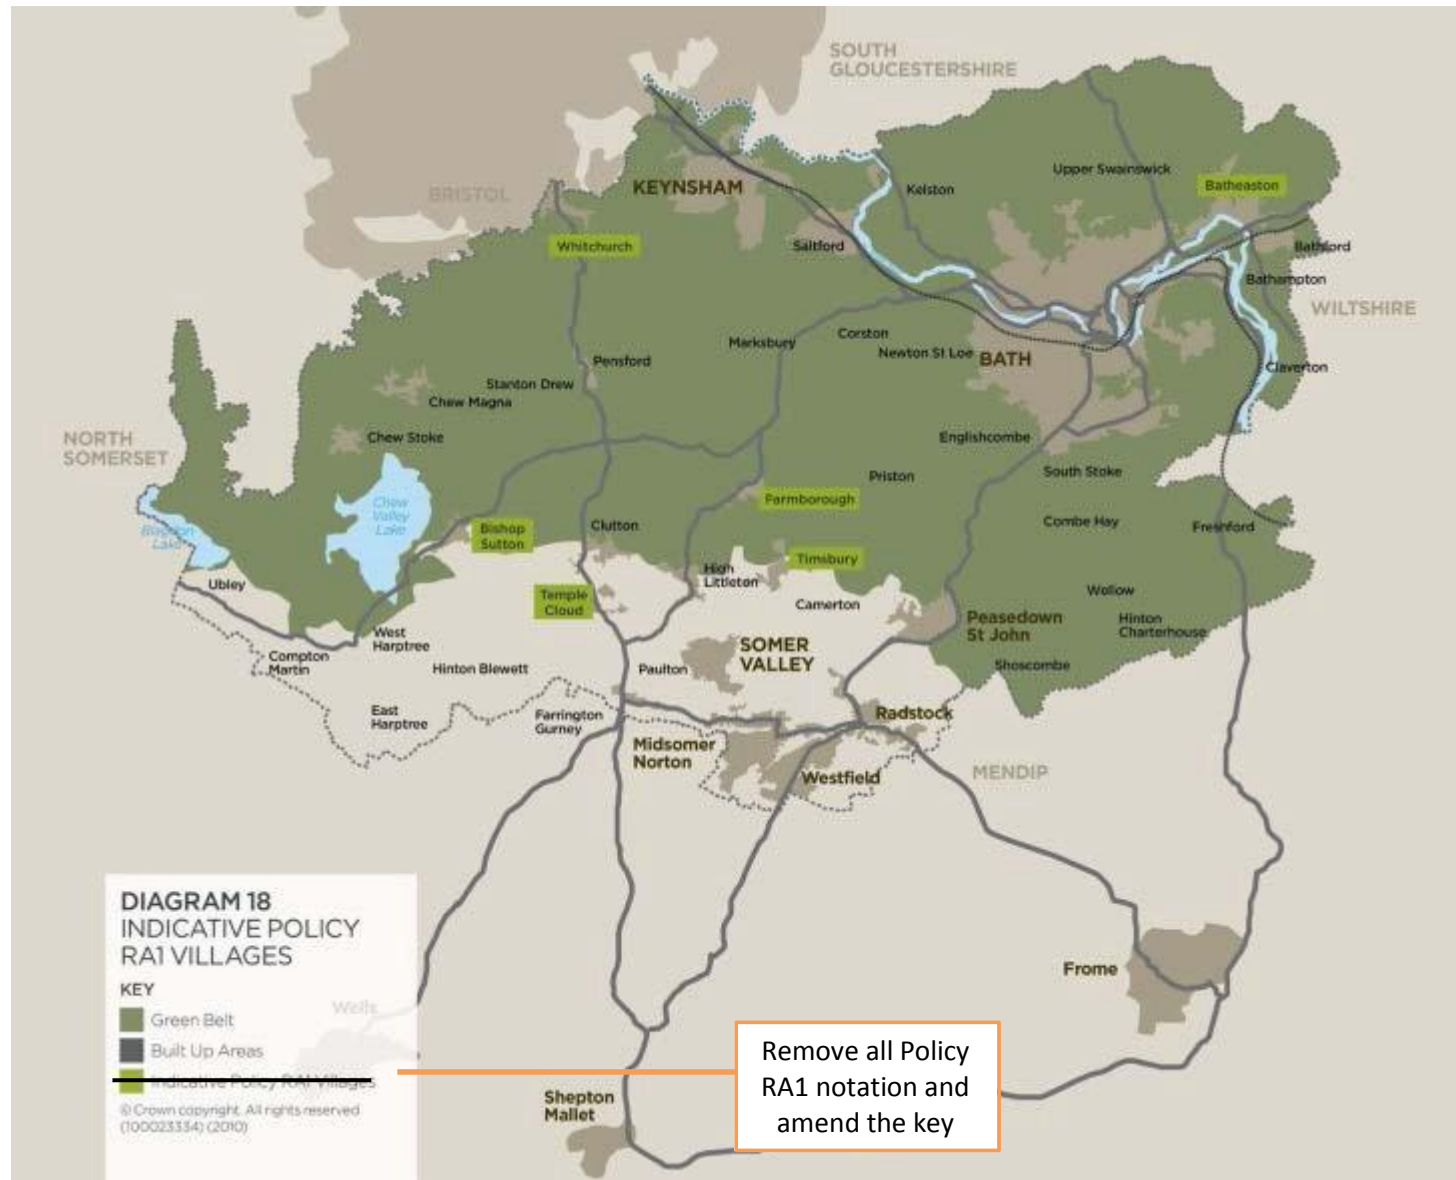 SOUTH
GLOUCESTERSHIRE
Upper Swainswick
KEYNSHAM
Kelston
Batheaston
BRISTOL
Whitchurch
Saltford
Bathford
Bathampton
WILTSHIRE
Corston
Marksbury
Newton St Loe
BATH
Pensford
Claverton
Stanton Drew
Chew Magna
NORTH
SOMERSET
Chew Stoke
Englishcombe
South Stoke
Priston
Farmborough
Chew
Valley
Lake
Blagdon
Lake
Bishop
Sutton
Clutton
Combe Hay
Freshford
Timsbury
High
Littleton
Ubley
Temple
Cloud
Camerton
Wellow
Hinton
Charterhouse
Peasedown
St John
West
Harptree
SOMER
VALLEY
Compton
Martin
Hinton Blewett
Paulton
Shoscombe
East
Harptree
Farrington
Gurney
Radstock
Midsomer
Norton
Westfield
MENDIP
DIAGRAM 18
INDICATIVE POLICY
RA1 VILLAGES
KEY
Green Belt
Built Up Areas
Indicative Policy RA1 Villages
© Crown copyright. All rights reserved
(100023334) (2010)
Wells
Frome
Shepton
Mallet
Remove all Policy
RA1 notation and
amend the key